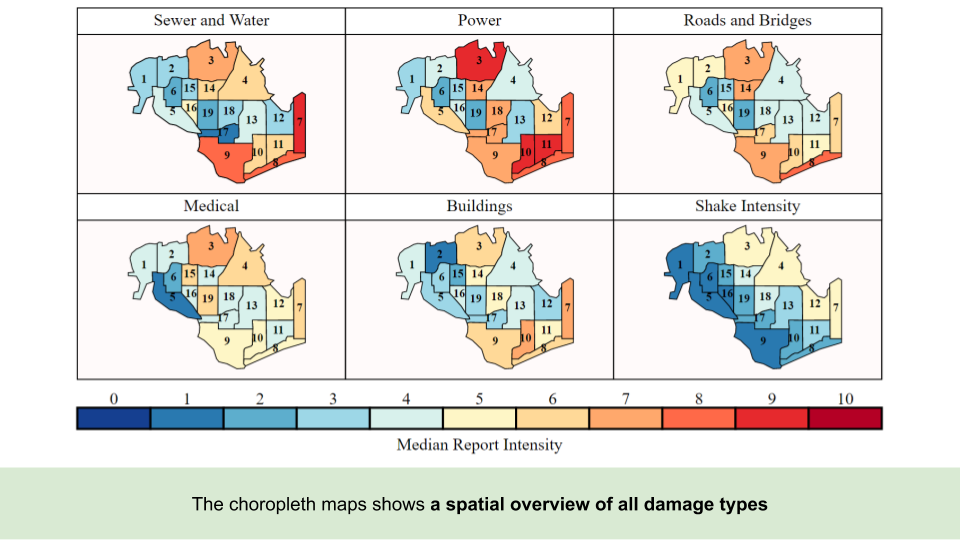 Sewer and Water Power Roads and Bridges
3 3 3
2 2 2
1 4 1 4 1 4
6 15 14 6 15 14 6 15 14
5 16 5 16 5 16
19 18 13 12 7 19 18 13 12 7 19 18 13 12 7
17 17 17
9 10 11 9 10 11 9 10 11
8 8 8
Medical Buildings Shake Intensity
3 3 3
2 2 2
1 4 1 4 1 4
6 15 14 6 15 14 6 15 14
5 16 5 16 5 16
19 18 13 12 7 19 18 13 12 7 19 18 13 12 7
17 17 17
9 10 11 9 10 11 9 10 11
8 8 8
0 1 2 3 4 5 6 7 8 9 10
Median Report Intensity
The choropleth maps shows a spatial overview of all damage types